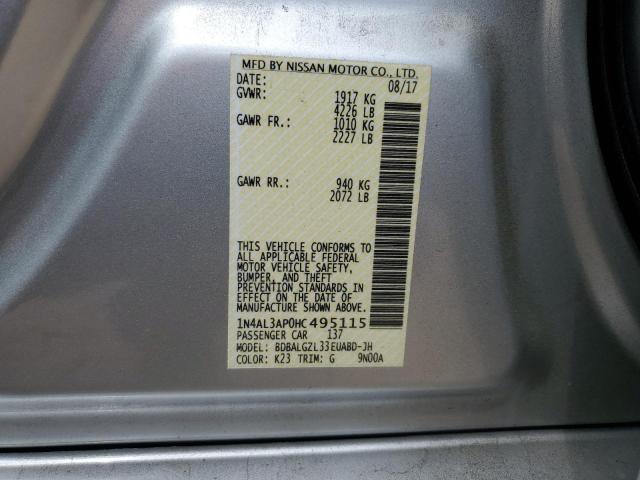 MFD BY NISSAN MOTOR CO., LTD.
DATE: 08/17
GVWR: 1917 KG
4226 LB
GAWR FR.: 1010 KG
2227 LB
GAWR RR.: 940 KG
2072 LB
THIS VEHICLE CONFORMS TO
ALL APPLICABLE FEDERAL
MOTOR VEHICLE SAFETY,
BUMPER, AND THEFT
PREVENTION STANDARDS IN
EFFECT ON THE DATE OF
MANUFACTURE SHOWN ABOVE.
1N4AL3AP0HC495115
PASSENGER CAR 137
MODEL: BDBALGZL33EUABD-JH
COLOR: K23 TRIM: G 9N00A